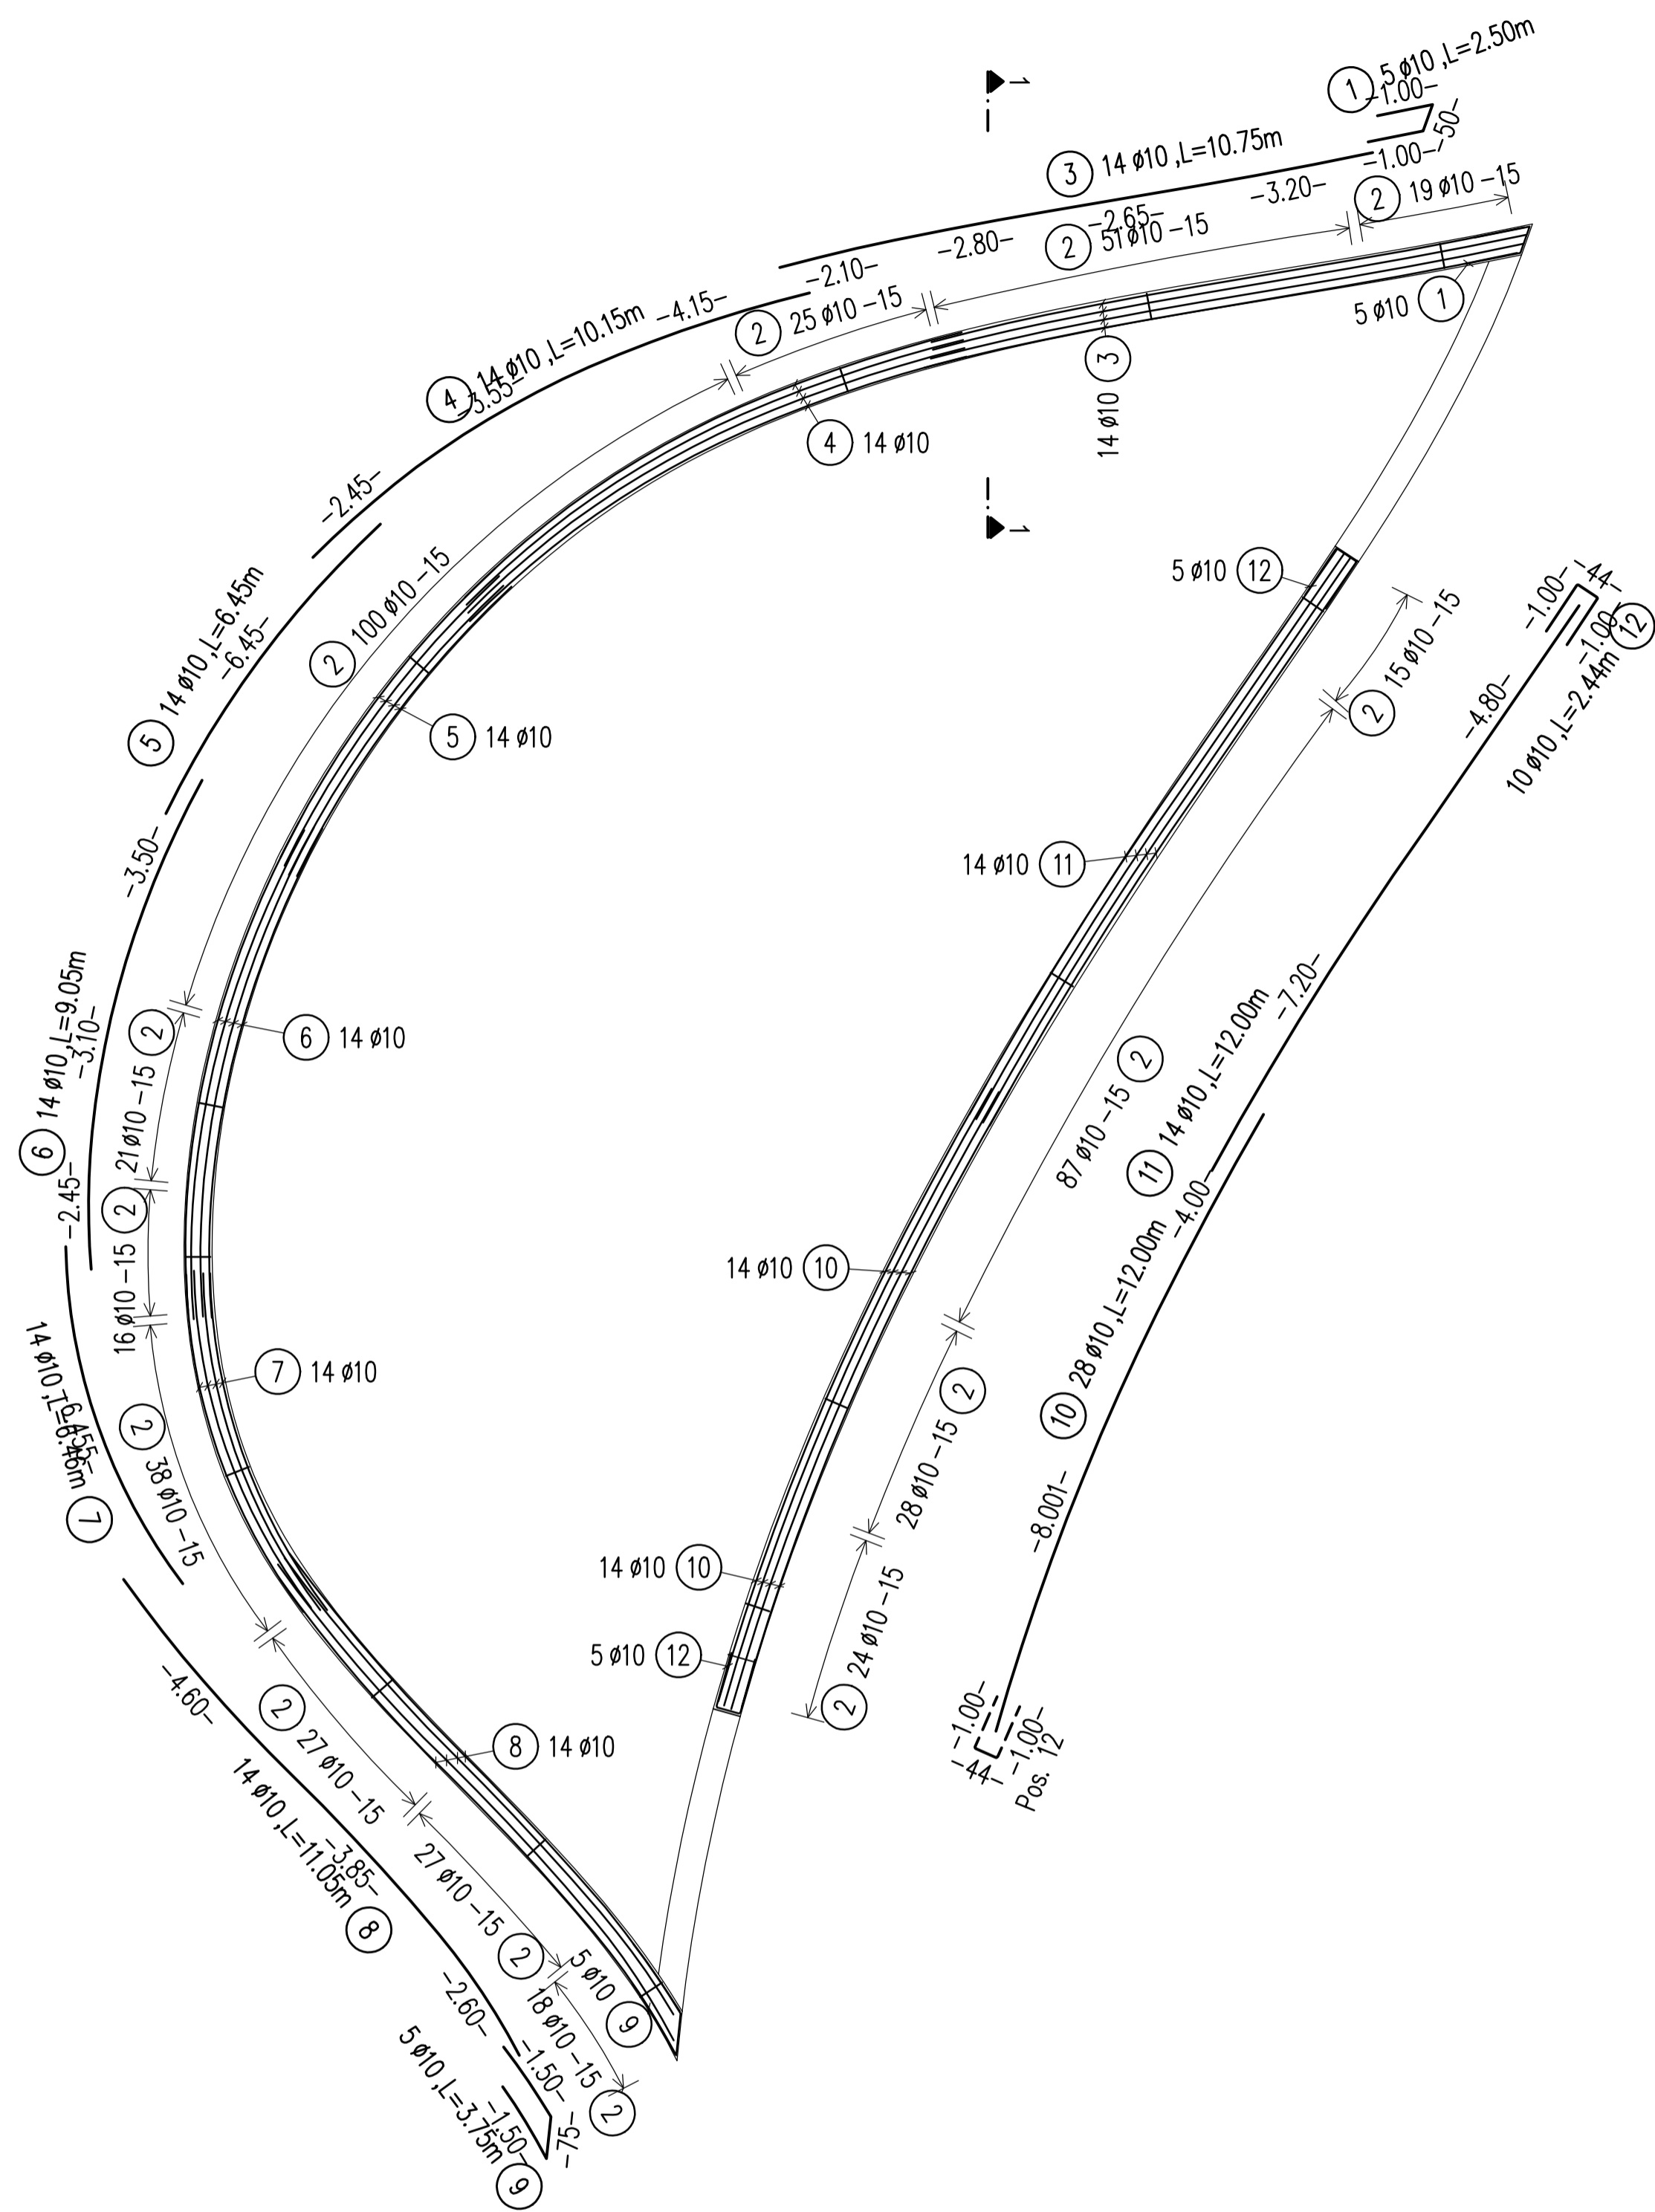 1
1 5 ø10 ,L=2.50m
-1.00-
-50-
-1.00-
3 14 ø10 ,L=10.75m
-3.20-
2 19 ø10 -15
-2.65-
2 51 ø10 -15
-2.80-
-2.10-
5 ø10 1
-4.15-
2 25 ø10 -15
4 14 ø10 ,L=10.15m
-3.55-
3
14 ø10
4 14 ø10
-2.45-
1
5 ø10 12
-1.00-
-44-
-1.00-
12
10 ø10 ,L=2.44m
5 14 ø10 ,L=6.45m
-6.45-
2 100 ø10 -15
2 15 ø10 -15
-4.80-
5 14 ø10
-3.50-
14 ø10 11
6 14 ø10 ,L=9.05m
-3.10-
-7.20-
6 14 ø10
21 ø10 -15 2
87 ø10 -15 2
11 14 ø10 ,L=12.00m
-2.45-
16 ø10 -15 2
-4.00-
14 ø10 10
10 28 ø10 ,L=12.00m
7 14 ø10
14 ø10 ,L=6.46m 7
-6.455-
2 38 ø10 -15
28 ø10 -15 2
-8.001-
14 ø10 10
5 ø10 12
2 24 ø10 -15
-4.60-
2 27 ø10 -15
8 14 ø10
-1.00-
-44-
-1.00-
Pos. 12
14 ø10 ,L=11.05m 8
-3.85-
27 ø10 -15 2
5 ø10 9
18 ø10 -15 2
-2.60-
-1.50-
5 ø10 ,L=3.75m 9
-1.50-
-75-